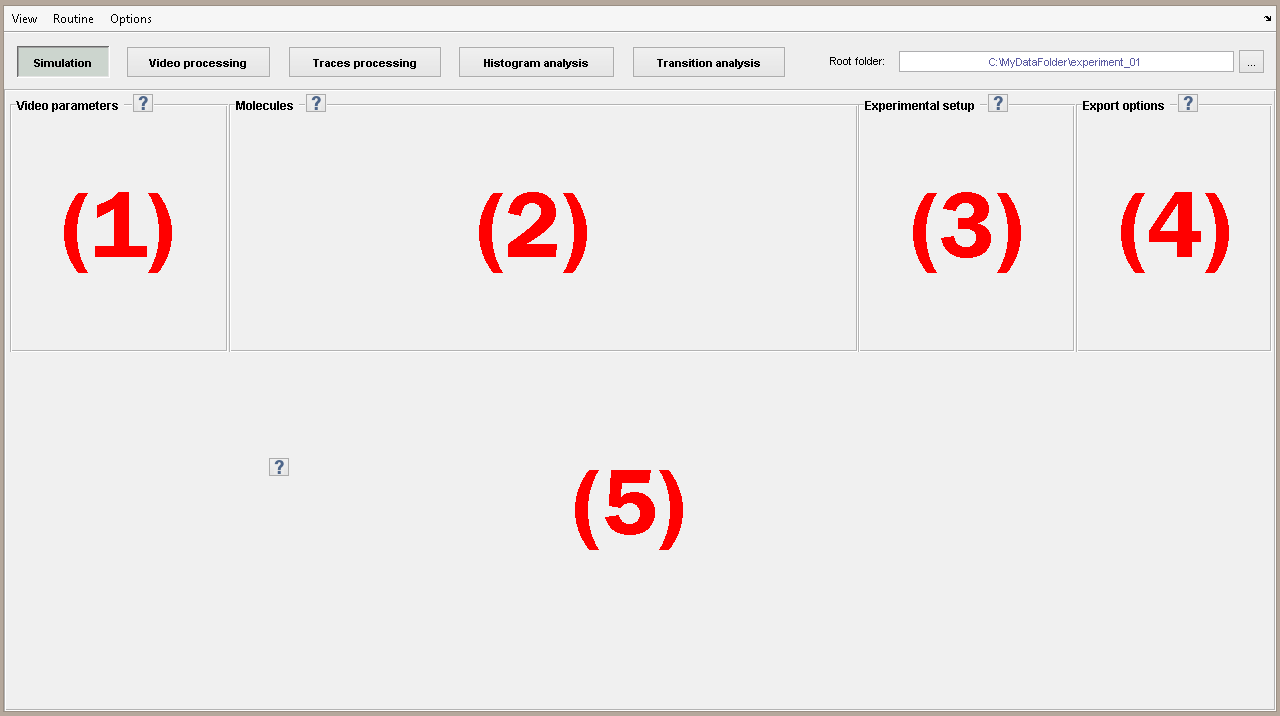 View Routine Options
Simulation Video processing Traces processing Histogram analysis Transition analysis Root folder: C:\MyDataFolder\experiment_01 ...
Video parameters ? Molecules ? Experimental setup ? Export options ?
(1) (2) (3) (4)
?
(5)